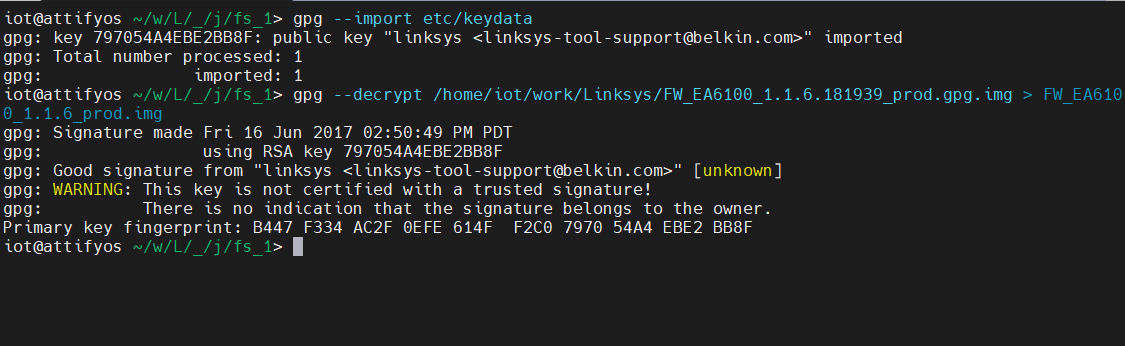 iot@attifyos ~/w/L/_/j/fs_1> gpg --import etc/keydata
gpg: key 797054A4EBE2BB8F: public key "linksys <linksys-tool-support@belkin.com>" imported
gpg: Total number processed: 1
gpg:               imported: 1
iot@attifyos ~/w/L/_/j/fs_1> gpg --decrypt /home/iot/work/Linksys/FW_EA6100_1.1.6.181939_prod.gpg.img > FW_EA610
0_1.1.6_prod.img
gpg: Signature made Fri 16 Jun 2017 02:50:49 PM PDT
gpg:                using RSA key 797054A4EBE2BB8F
gpg: Good signature from "linksys <linksys-tool-support@belkin.com>" [unknown]
gpg: WARNING: This key is not certified with a trusted signature!
gpg:          There is no indication that the signature belongs to the owner.
Primary key fingerprint: B447 F334 AC2F 0EFE 614F  F2C0 7970 54A4 EBE2 BB8F
iot@attifyos ~/w/L/_/j/fs_1>